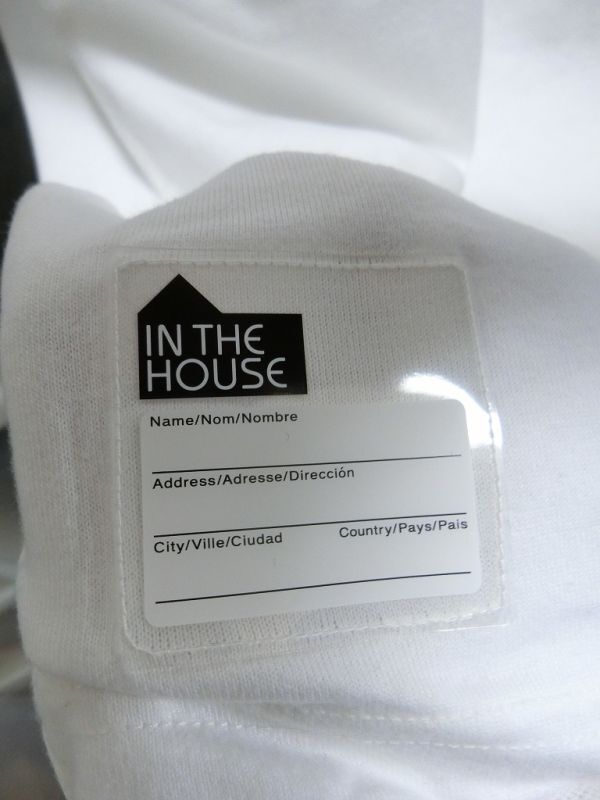 IN THE
HOUSE
Name/Nom/Nombre
Address/Adresse/Dirección
City/Ville/Ciudad Country/Pays/Pais